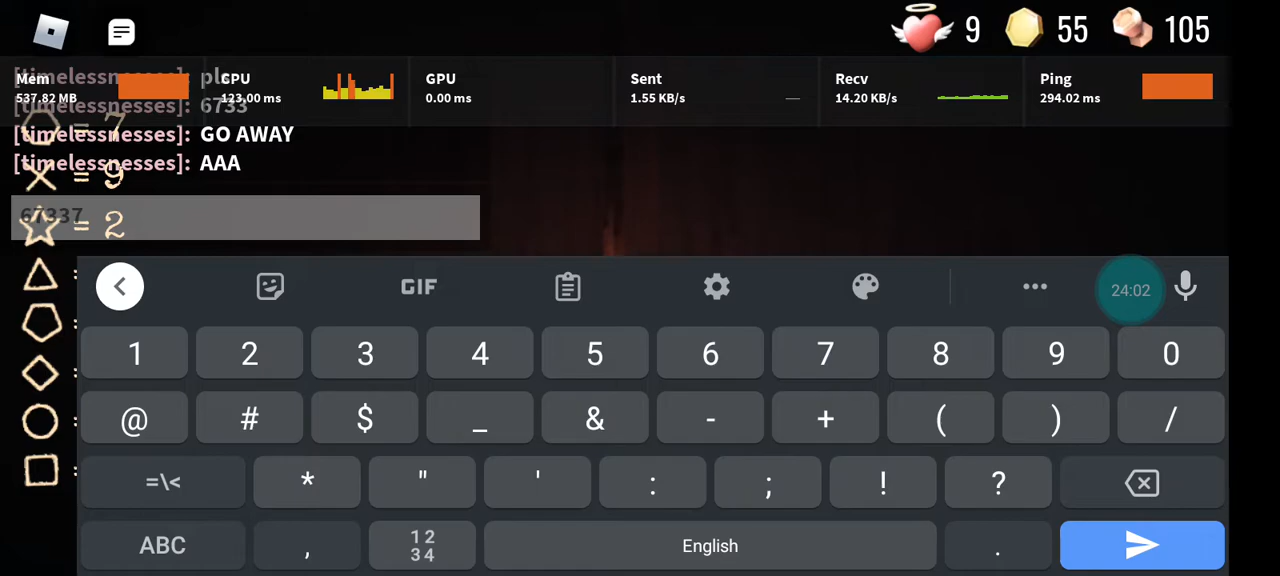 9 55 105
Mem CPU GPU Sent Recv Ping
537.82 MB 123.00 ms 0.00 ms 1.55 KB/s 14.20 KB/s 294.02 ms
[timelessnesses]: pls
[timelessnesses]: 6733
= 7
[timelessnesses]: GO AWAY
[timelessnesses]: AAA
= 9
67337
= 2
GIF 24:02
1 2 3 4 5 6 7 8 9 0
@ # $ _ & - + ( ) /
=\< * " ' : ; ! ?
ABC , 12 34 English .